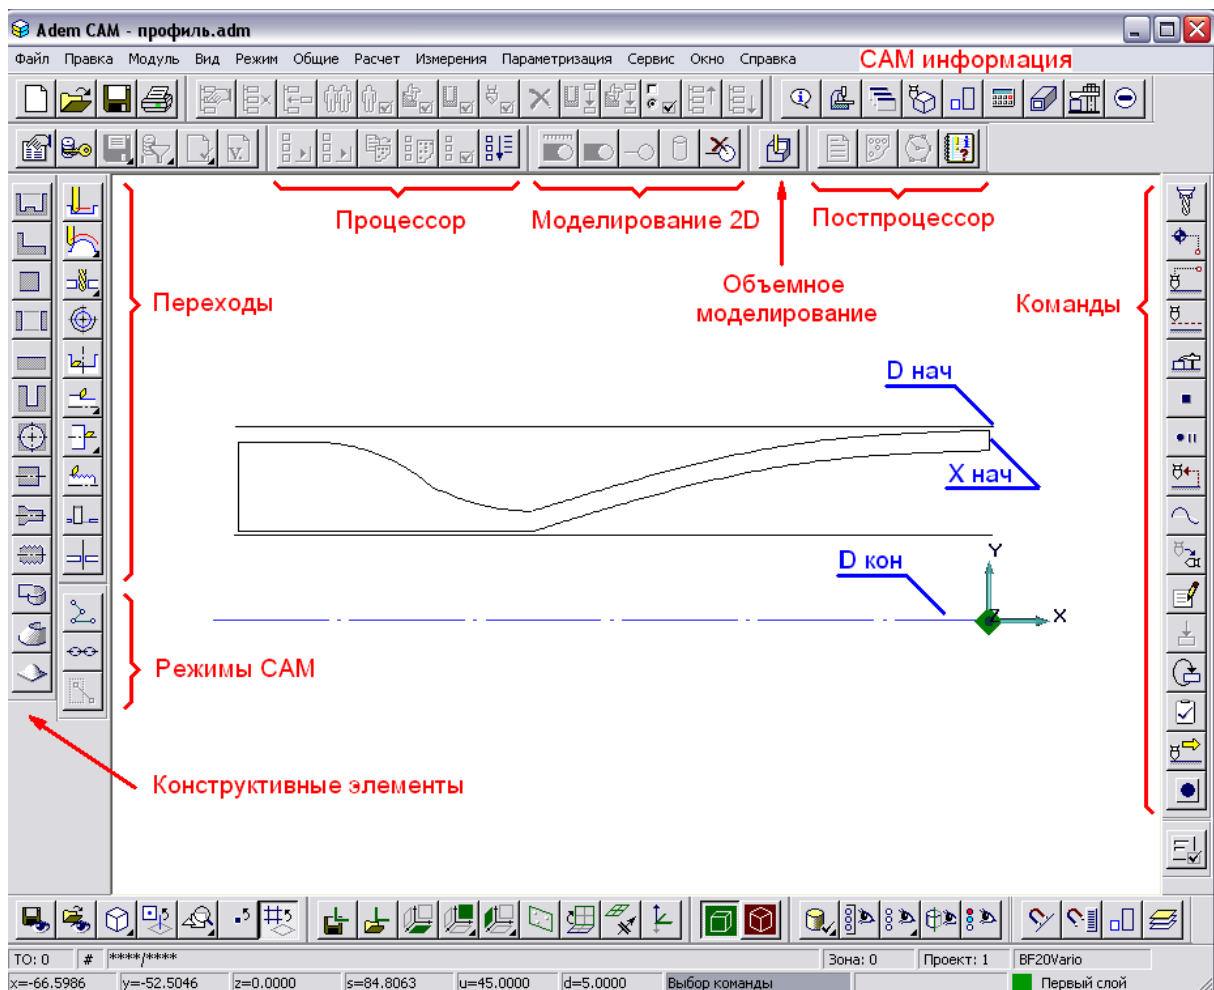 Adem CAM - профиль.adm
Файл Правка Модуль Вид Режим Общие Расчет Измерения Параметризация Сервис Окно Справка
САМ информация
Процессор
Моделирование 2D
Постпроцессор
Объемное
моделирование
Переходы
Команды
D нач
X нач
D кон
Y
Z
X
Режимы САМ
Конструктивные элементы
ТО: 0 # ****/**** Зона: 0 Проект: 1 BF20Vario
x=-66.5986 y=-52.5046 z=0.0000 s=84.8063 u=45.0000 d=5.0000 Выбор команды Первый слой